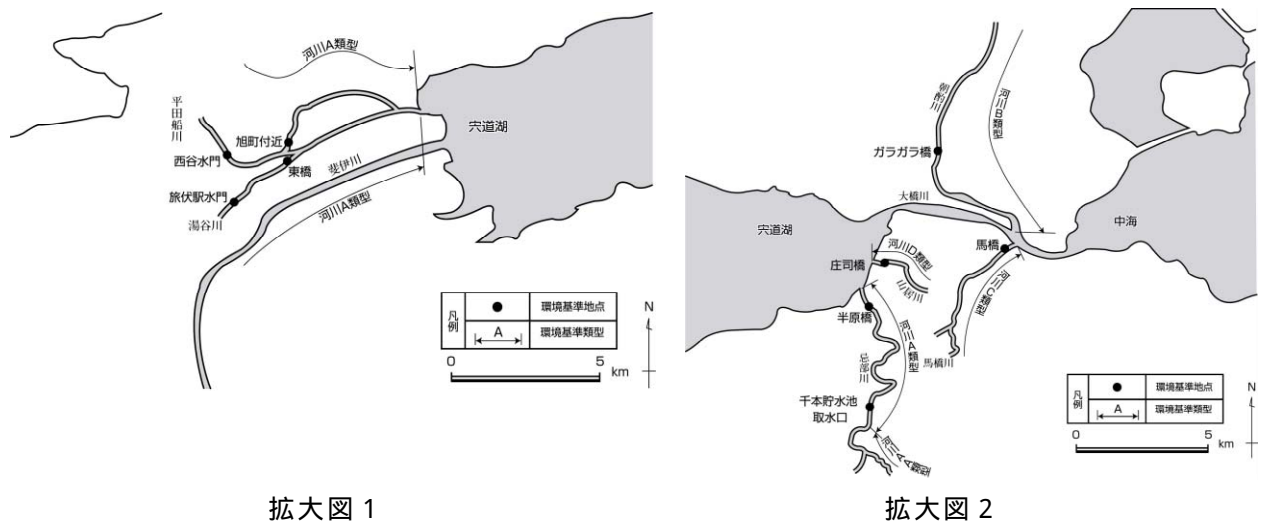 河川A類型
平田船川
旭町付近
西谷水門
東橋
旅伏駅水門
湯谷川
斐伊川
河川A類型
宍道湖
凡例
環境基準地点
A
環境基準類型
N
0
5
km
拡大図1
朝酌川
河川B類型
ガラガラ橋
大橋川
中海
宍道湖
馬橋
河川D類型
庄司橋
山居川
河川C類型
半原橋
河川A類型
馬橋川
忌部川
千本貯水池
取水口
河川AA類型
凡例
環境基準地点
A
環境基準類型
N
0
5
km
拡大図2